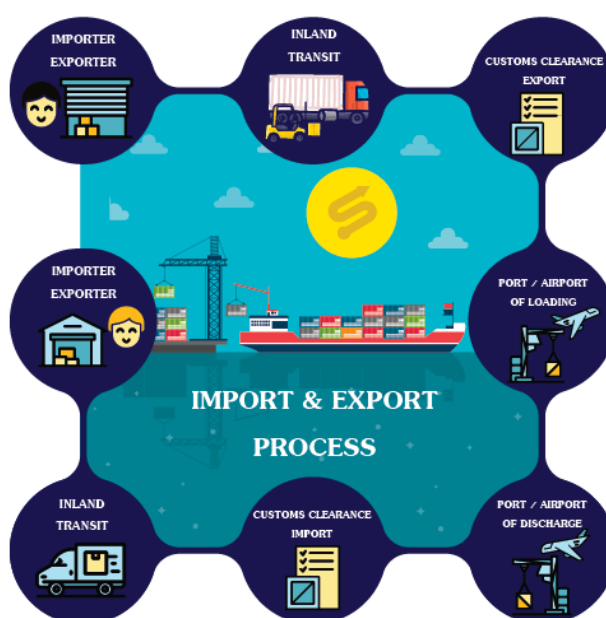 IMPORTER
EXPORTER
INLAND
TRANSIT
CUSTOMS CLEARANCE
EXPORT
IMPORTER
EXPORTER
PORT / AIRPORT
OF LOADING
IMPORT & EXPORT
PROCESS
INLAND
TRANSIT
CUSTOMS CLEARANCE
IMPORT
PORT / AIRPORT
OF DISCHARGE